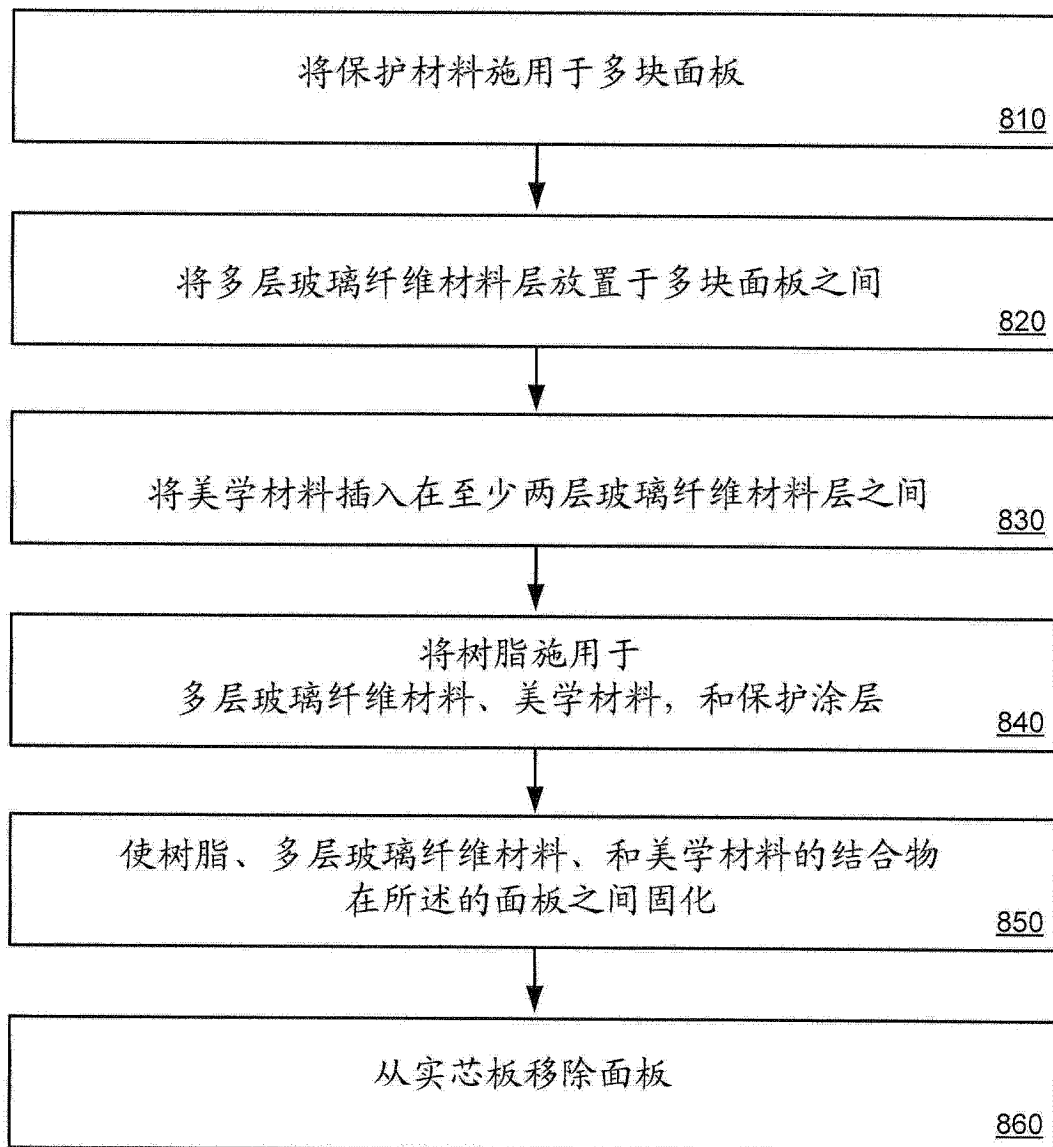 将保护材料施用于多块面板
810
将多层玻璃纤维材料层放置于多块面板之间
820
将美学材料插入在至少两层玻璃纤维材料层之间
830
将树脂施用于
多层玻璃纤维材料、美学材料，和保护涂层
840
使树脂、多层玻璃纤维材料、和美学材料的结合物
在所述的面板之间固化
850
从实芯板移除面板
860